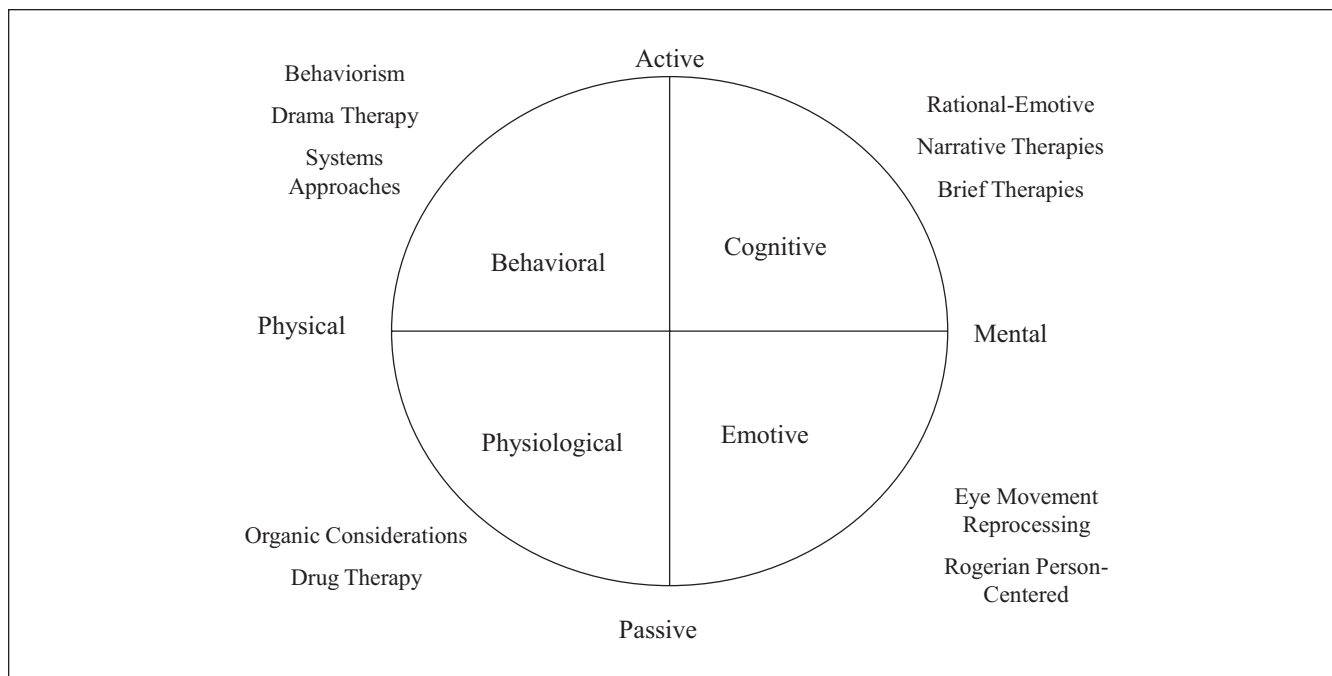 Active
Behaviorism
Drama Therapy
Systems
Approaches
Rational-Emotive
Narrative Therapies
Brief Therapies
Behavioral
Cognitive
Physical
Mental
Physiological
Emotive
Organic Considerations
Drug Therapy
Eye Movement
Reprocessing
Rogerian Person-
Centered
Passive